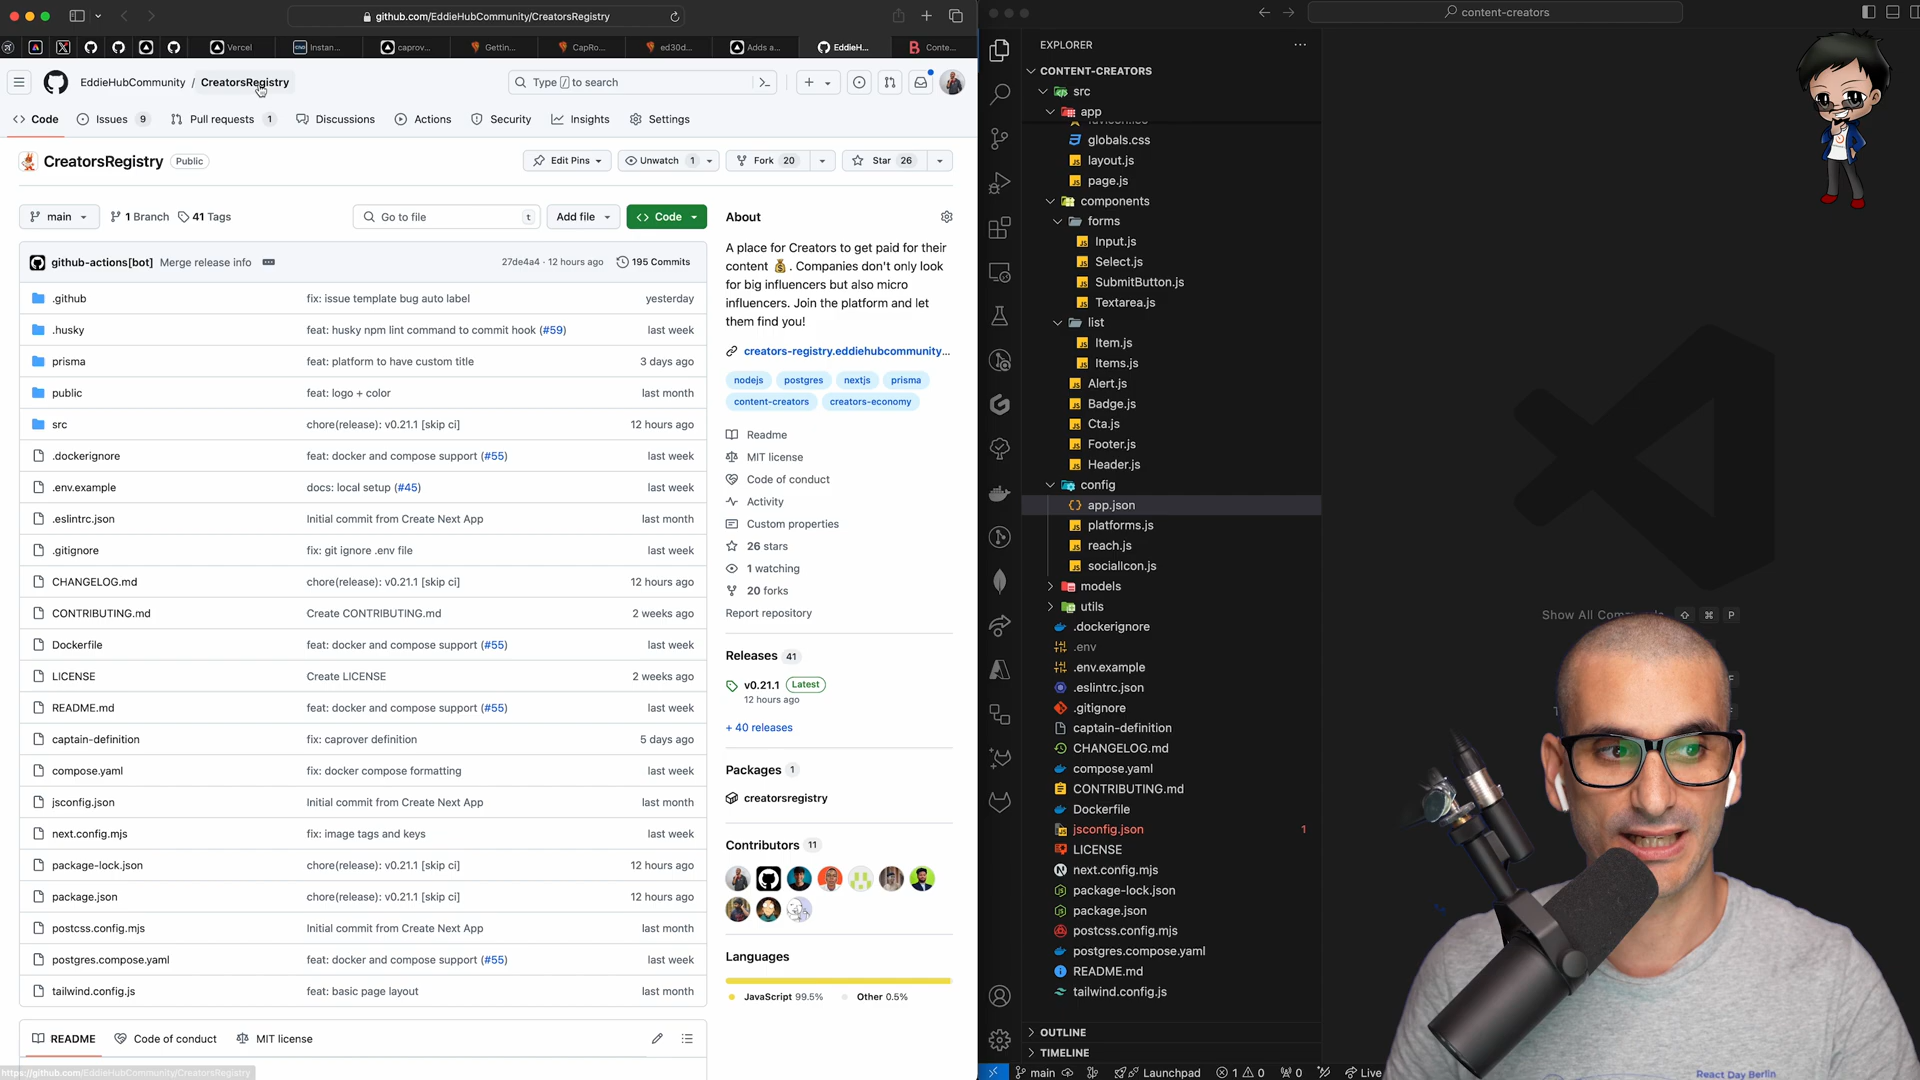 github.com/EddieHubCommunity/CreatorsRegistry
Vercel
Instan...
caprov...
Gettin...
CapRo...
ed30d...
Adds a...
EddieH...
Conte...
EddieHubCommunity / CreatorsRegistry
Type / to search
Code
Issues 9
Pull requests 1
Discussions
Actions
Security
Insights
Settings
CreatorsRegistry Public
Edit Pins
Unwatch 1
Fork 20
Star 26
main
1 Branch
41 Tags
Go to file t
Add file
Code
github-actions[bot] Merge release info
27de4a4 · 12 hours ago
195 Commits
.github fix: issue template bug auto label yesterday
.husky feat: husky npm lint command to commit hook (#59) last week
prisma feat: platform to have custom title 3 days ago
public feat: logo + color last month
src chore(release): v0.21.1 [skip ci] 12 hours ago
.dockerignore feat: docker and compose support (#55) last week
.env.example docs: local setup (#45) last week
.eslintrc.json Initial commit from Create Next App last month
.gitignore fix: git ignore .env file last week
CHANGELOG.md chore(release): v0.21.1 [skip ci] 12 hours ago
CONTRIBUTING.md Create CONTRIBUTING.md 2 weeks ago
Dockerfile feat: docker and compose support (#55) last week
LICENSE Create LICENSE 2 weeks ago
README.md feat: docker and compose support (#55) last week
captain-definition fix: caprover definition 5 days ago
compose.yaml fix: docker compose formatting last week
jsconfig.json Initial commit from Create Next App last month
next.config.mjs fix: image tags and keys last week
package-lock.json chore(release): v0.21.1 [skip ci] 12 hours ago
package.json chore(release): v0.21.1 [skip ci] 12 hours ago
postcss.config.mjs Initial commit from Create Next App last month
postgres.compose.yaml feat: docker and compose support (#55) last week
tailwind.config.js feat: basic page layout last month
README
Code of conduct
MIT license
https://github.com/EddieHubCommunity/CreatorsRegistry
About
A place for Creators to get paid for their
content 💰. Companies don't only look
for big influencers but also micro
influencers. Join the platform and let
them find you!
creators-registry.eddiehubcommunity...
nodejs postgres nextjs prisma
content-creators creators-economy
Readme
MIT license
Code of conduct
Activity
Custom properties
26 stars
1 watching
20 forks
Report repository
Releases 41
v0.21.1 Latest
12 hours ago
+ 40 releases
Packages 1
creatorsregistry
Contributors 11
Languages
JavaScript 99.5% Other 0.5%
content-creators
EXPLORER
CONTENT-CREATORS
src
app
globals.css
layout.js
page.js
components
forms
Input.js
Select.js
SubmitButton.js
Textarea.js
list
Item.js
Items.js
Alert.js
Badge.js
Cta.js
Footer.js
Header.js
config
app.json
platforms.js
reach.js
socialIcon.js
models
utils
.dockerignore
.env
.env.example
.eslintrc.json
.gitignore
captain-definition
CHANGELOG.md
compose.yaml
CONTRIBUTING.md
Dockerfile
jsconfig.json 1
LICENSE
next.config.mjs
package-lock.json
package.json
postcss.config.mjs
postgres.compose.yaml
README.md
tailwind.config.js
OUTLINE
TIMELINE
main
Launchpad
1 0
0
Live
Show All
P
React Day Berlin